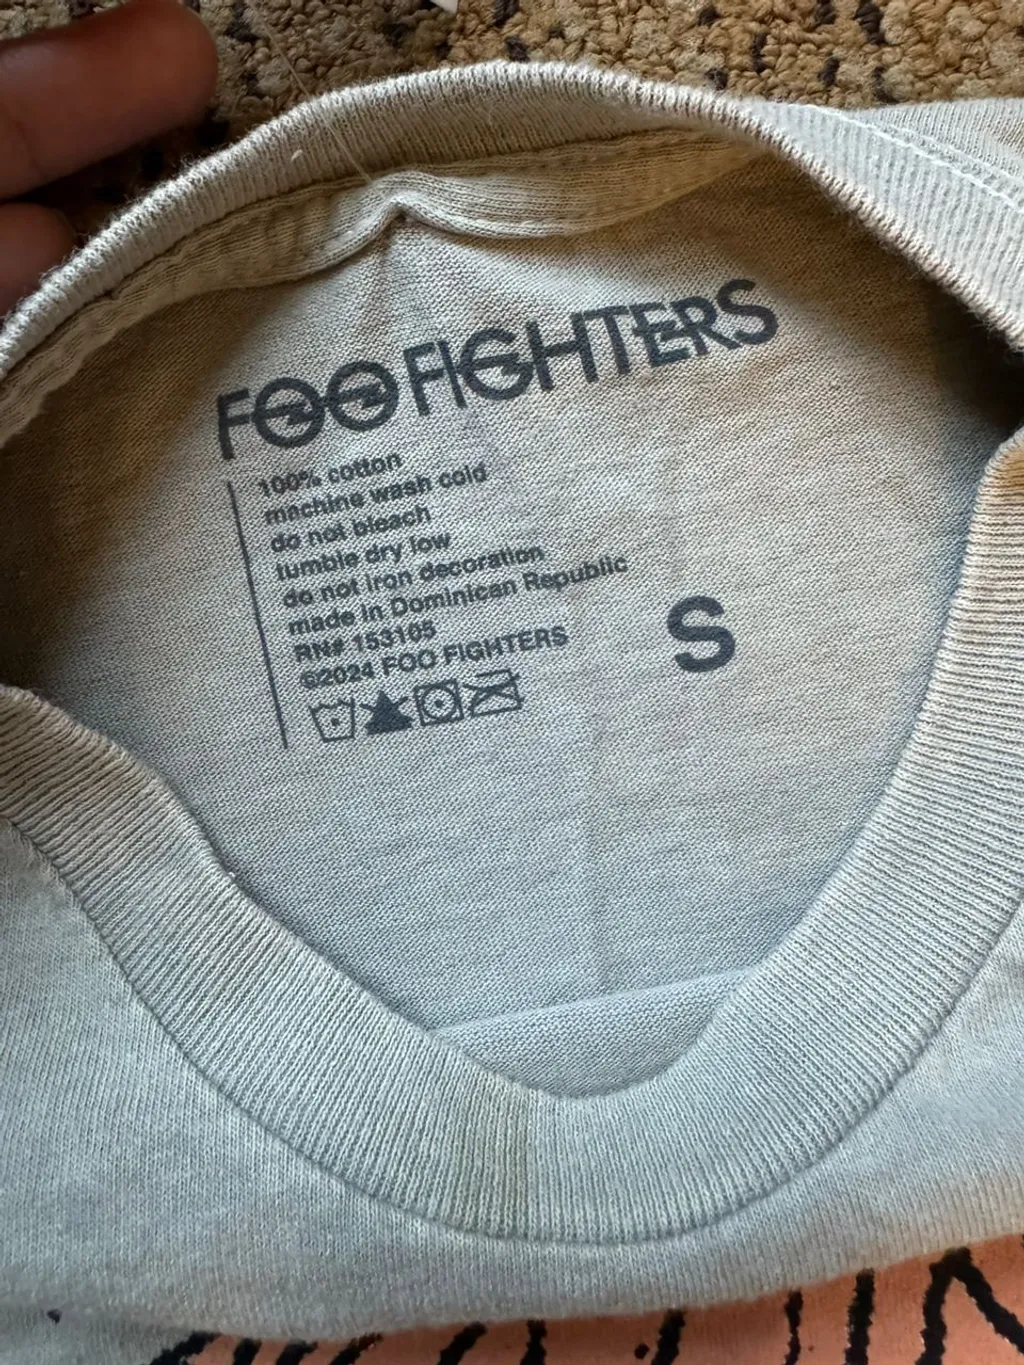 FOO FIGHTERS
100% cotton
machine wash cold
do not bleach
tumble dry low
do not iron decoration
made in Dominican Republic
RN# 153105
©2024 FOO FIGHTERS
S